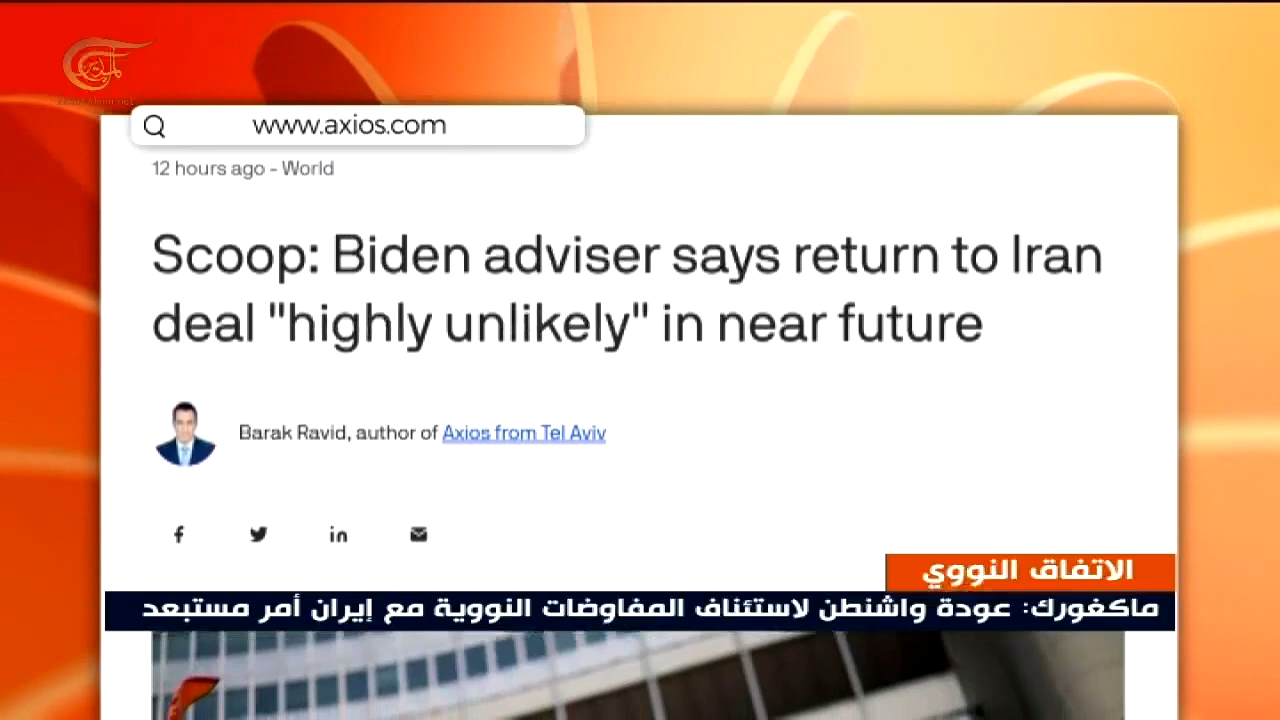 الميادين
www.axios.com
12 hours ago - World
Scoop: Biden adviser says return to Iran
deal "highly unlikely" in near future
Barak Ravid, author of Axios from Tel Aviv
الاتفاق النووي
ماكغورك: عودة واشنطن لاستئناف المفاوضات النووية مع إيران أمر مستبعد